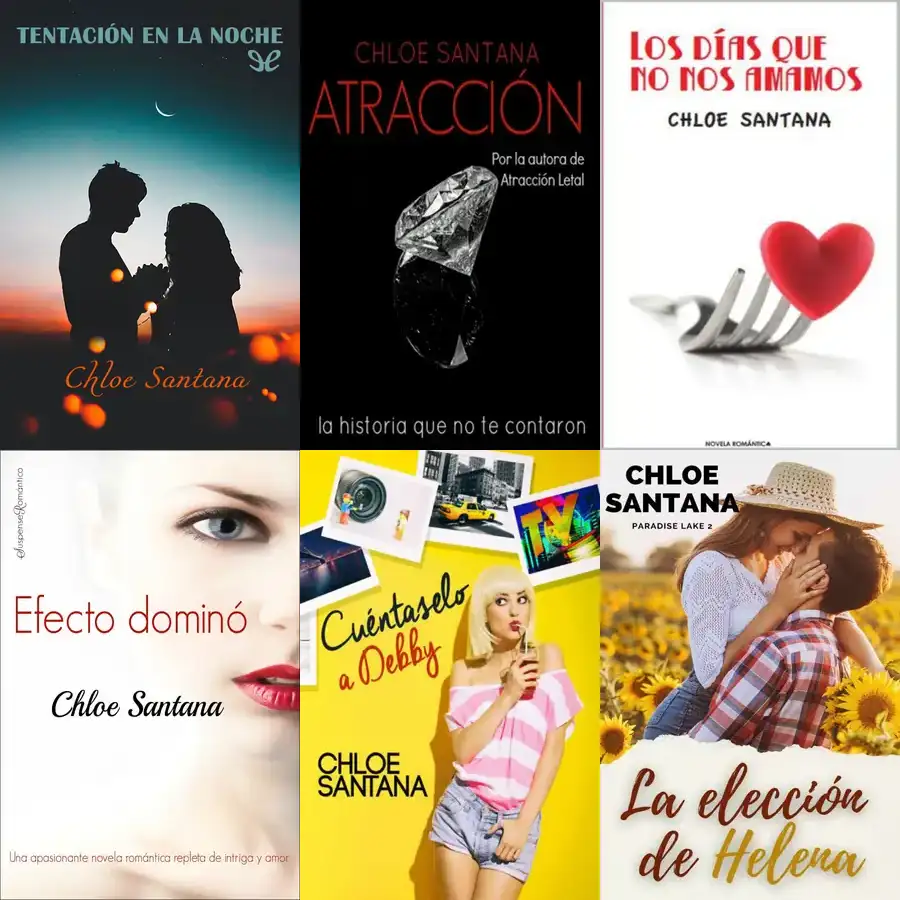 TENTACIÓN EN LA NOCHE
Chloe Santana
CHLOE SANTANA
ATRACCIÓN
Por la autora de
Atracción Letal
la historia que no te contaron
LOS DÍAS QUE
NO NOS AMAMOS
CHLOE SANTANA
NOVELA ROMÁNTICA
Suspense Romántico
Efecto dominó
Chloe Santana
Una apasionante novela romántica repleta de intriga y amor
Cuéntaselo
a Debby
CHLOE
SANTANA
CHLOE
SANTANA
PARADISE LAKE 2
La elección
de Helena